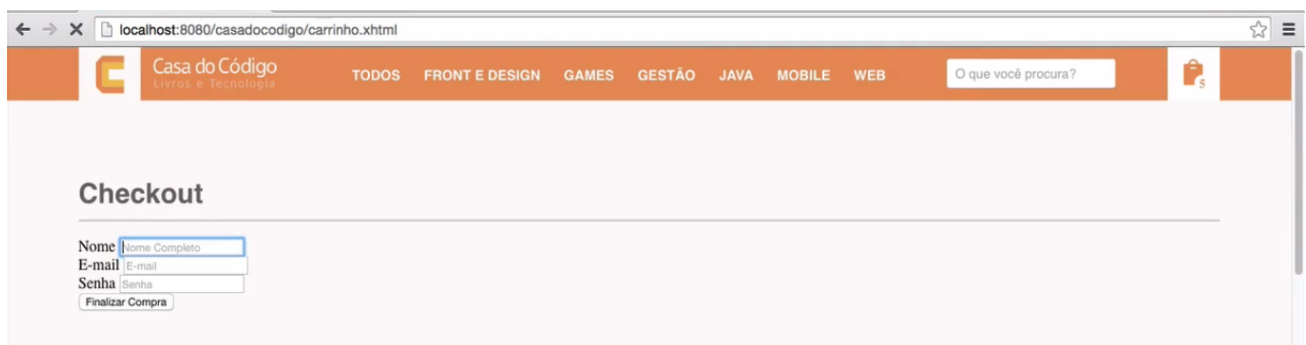 localhost:8080/casadocodigo/carrinho.xhtml
Casa do Código
Livros e Tecnologia
TODOS FRONT E DESIGN GAMES GESTÃO JAVA MOBILE WEB O que você procura? 5
Checkout
Nome Nome Completo
E-mail E-mail
Senha Senha
Finalizar Compra